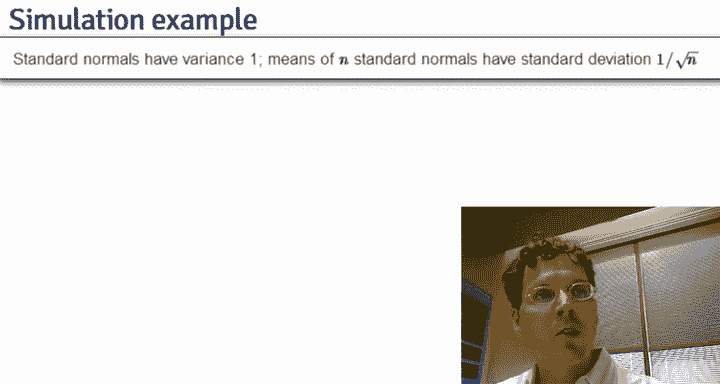 Simulation example
Standard normals have variance 1; means of n standard normals have standard deviation 1/√n